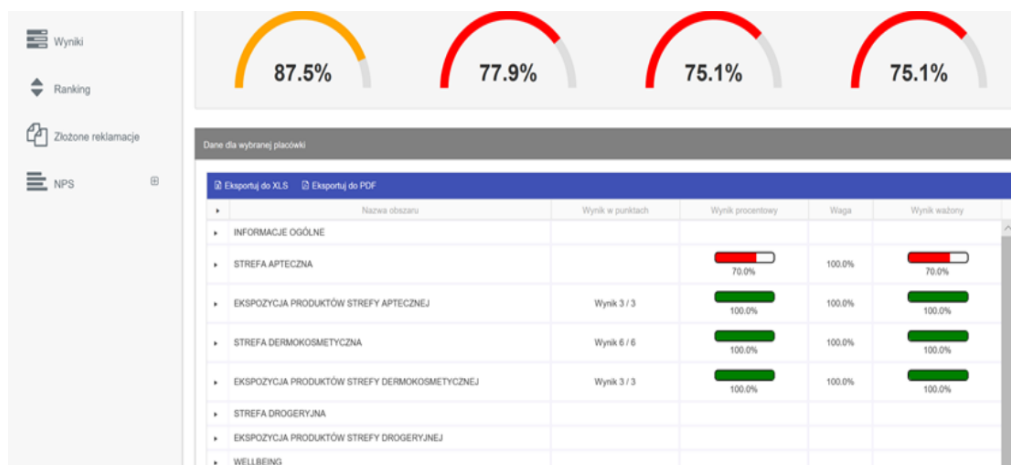 Wyniki
Ranking
Złożone reklamacje
NPS
87.5% 77.9% 75.1% 75.1%
Dane dla wybranej placówki
Eksportuj do XLS Eksportuj do PDF
Nazwa obszaru Wynik w punktach Wynik procentowy Waga Wynik ważony
INFORMACJE OGÓLNE
STREFA APTECZNA 70.0% 100.0% 70.0%
EKSPOZYCJA PRODUKTÓW STREFY APTECZNEJ Wynik 3 / 3 100.0% 100.0% 100.0%
STREFA DERMOKOSMETYCZNA Wynik 6 / 6 100.0% 100.0% 100.0%
EKSPOZYCJA PRODUKTÓW STREFY DERMOKOSMETYCZNEJ Wynik 3 / 3 100.0% 100.0% 100.0%
STREFA DROGERYJNA
EKSPOZYCJA PRODUKTÓW STREFY DROGERYJNEJ
WELLBEING